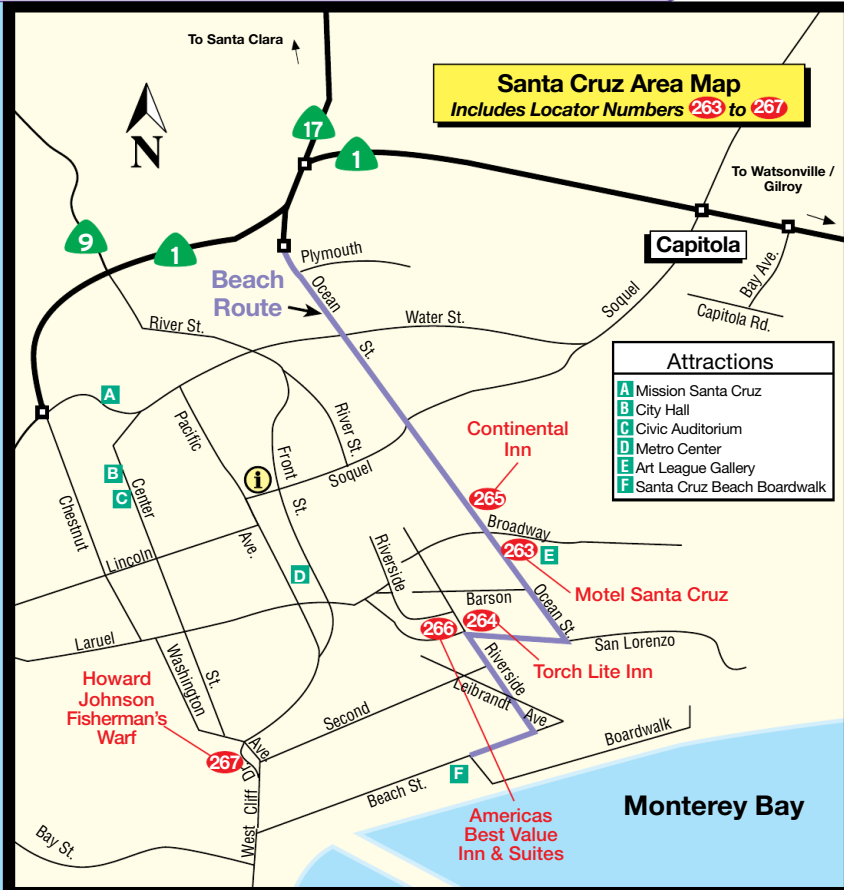 To Santa Clara
Santa Cruz Area Map
Includes Locator Numbers 263 to 267
N
17
1
To Watsonville /
Gilroy
9
1
Capitola
Plymouth
Beach
Route
Ocean
St.
Soquel
Bay Ave.
Capitola Rd.
River St.
Water St.
Attractions
A Mission Santa Cruz
B City Hall
C Civic Auditorium
D Metro Center
E Art League Gallery
F Santa Cruz Beach Boardwalk
A
Pacific
Ave.
River St.
Front
St.
Soquel
i
Continental
Inn
265
B
C
Center
St.
Chestnut
Lincoln
Broadway
263
E
Motel Santa Cruz
D
Riverside
Barson
Ocean St.
264
266
San Lorenzo
Torch Lite Inn
Laruel
Washington
Riverside
Ave
Leibrandt
Howard
Johnson
Fisherman's
Warf
267
Second
Ave.
West Cliff Dr.
Boardwalk
F
Beach St.
Monterey Bay
Americas
Best Value
Inn & Suites
Bay St.